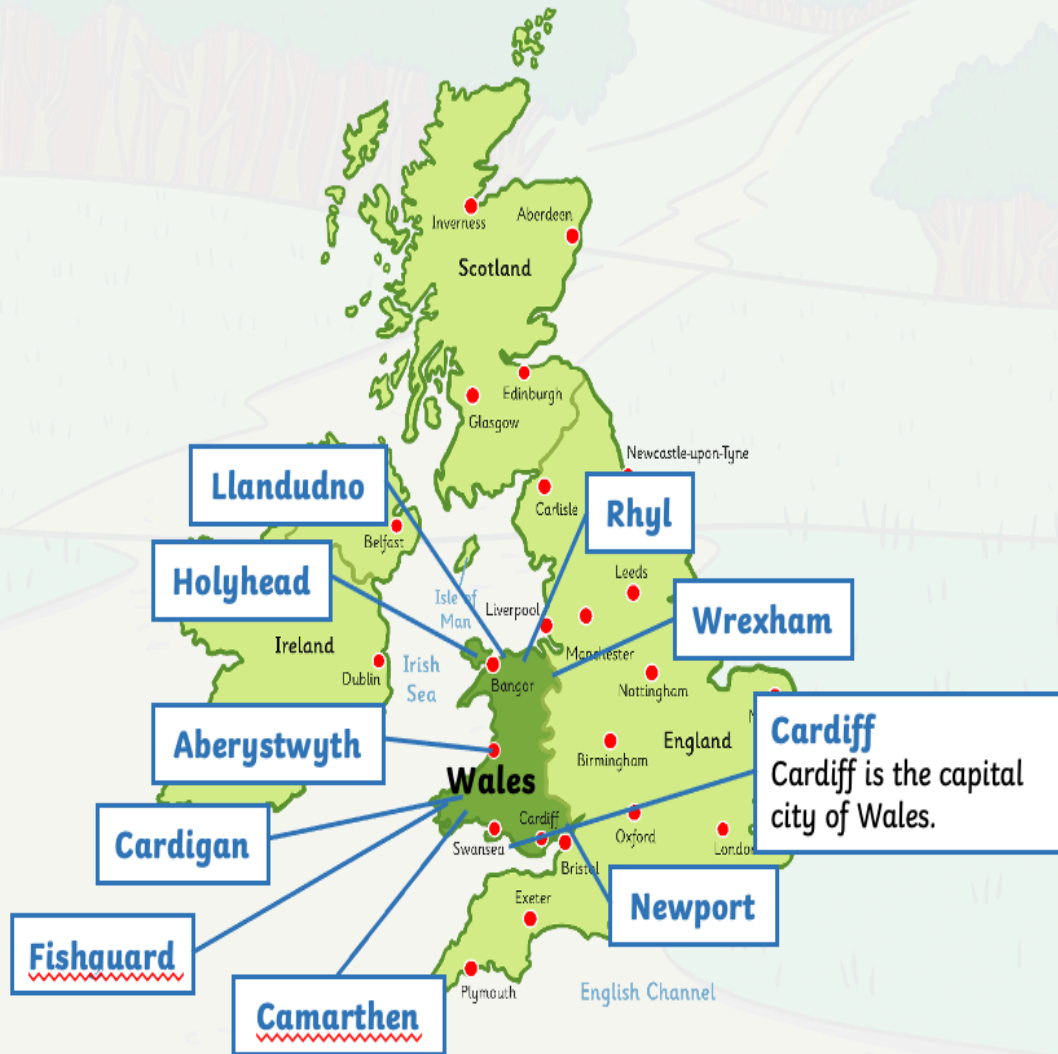 Inverness
Aberdeen
Scotland
Edinburgh
Glasgow
Newcastle-upon-Tyne
Llandudno
Rhyl
Carlisle
Belfast
Holyhead
Leeds
Isle of
Man
Liverpool
Wrexham
Ireland
Manchester
Irish
Sea
Dublin
Bangor
Nottingham
Cardiff
Cardiff is the capital
city of Wales.
Aberystwyth
England
Birmingham
Wales
Cardigan
Cardiff
Swansea
Oxford
Bristol
Newport
Exeter
Fishguard
Plymouth
English Channel
Camarthen